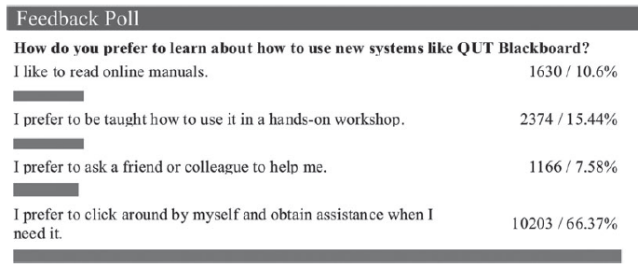 Feedback Poll
How do you prefer to learn about how to use new systems like QUT Blackboard?
I like to read online manuals. 1630 / 10.6%
I prefer to be taught how to use it in a hands-on workshop. 2374 / 15.44%
I prefer to ask a friend or colleague to help me. 1166 / 7.58%
I prefer to click around by myself and obtain assistance when I
need it. 10203 / 66.37%